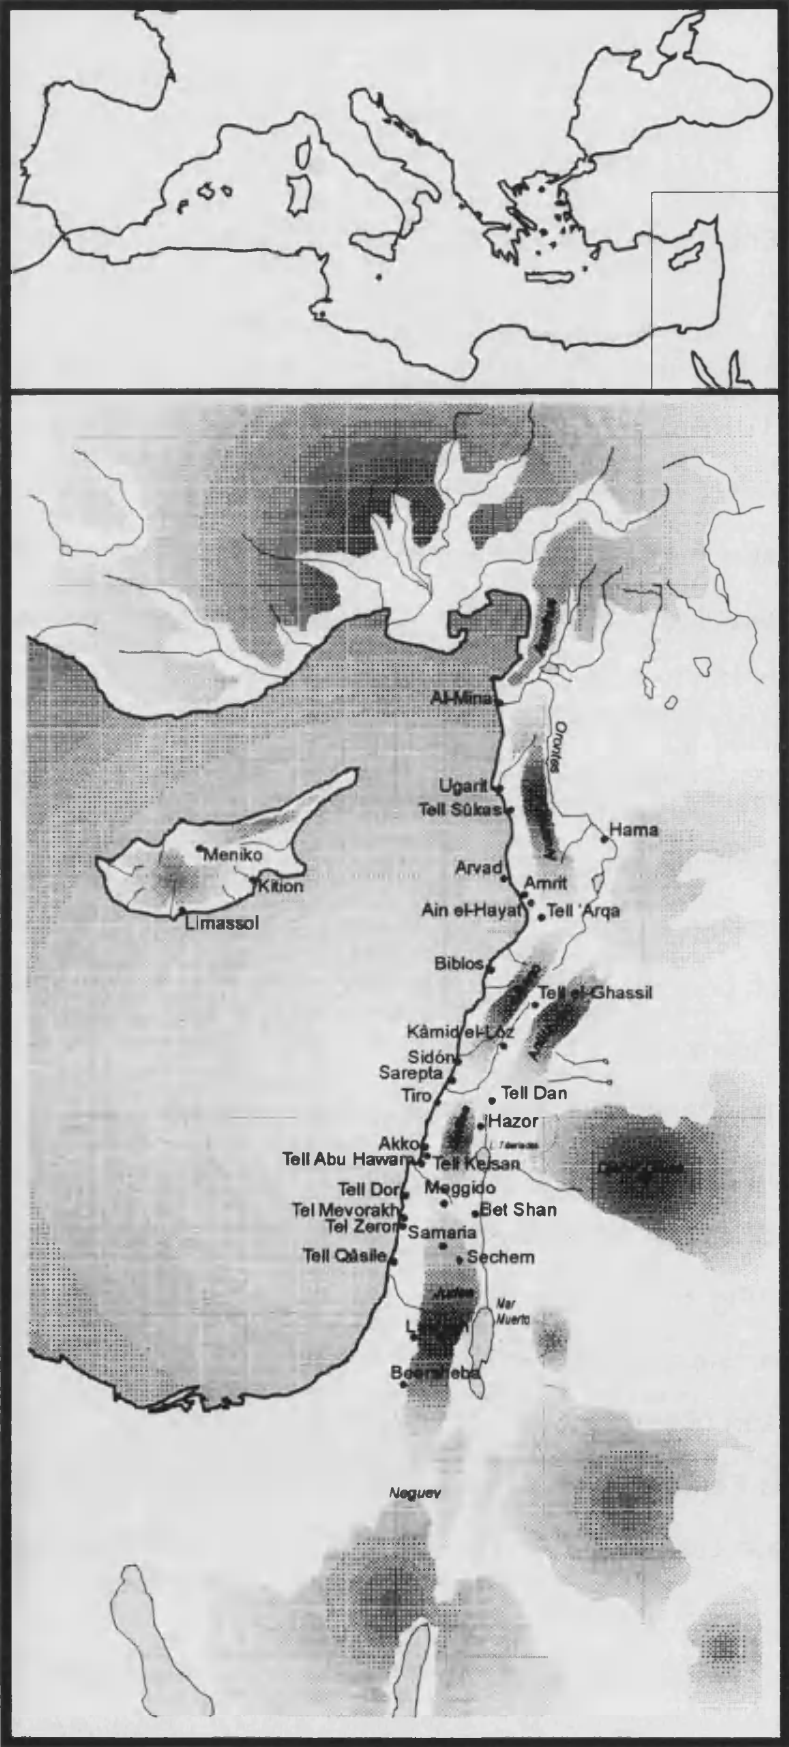 Al-Mina
Orontes
Ugarit
Tell Sûkas
Hama
Meniko
Arvad
Kition
Amrit
Ain el-Hayat
Tell 'Arqa
Limassol
Biblos
Tell el-Ghassil
Kâmid el-Lôz
Sidón
Sarepta
Tiro
Tell Dan
Hazor
Akko
L. Tiberiades
Tell Abu Hawam
Tell Keisan
Tell Dor
Meggido
Tel Mevorakh
Bet Shan
Tel Zeror
Samaria
Tell Qâsile
Sechem
Judea
Mar
Muerto
Beersheba
Neguev